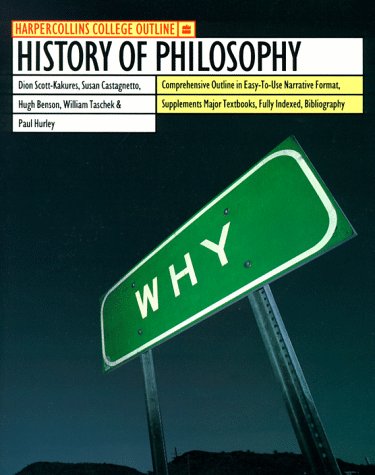 HARPERCOLLINS COLLEGE OUTLINE
HISTORY OF PHILOSOPHY
Dion Scott-Kakures, Susan Castagnetto,
Hugh Benson, William Taschek &
Paul Hurley
Comprehensive Outline in Easy-To-Use Narrative Format,
Supplements Major Textbooks, Fully Indexed, Bibliography
WHY